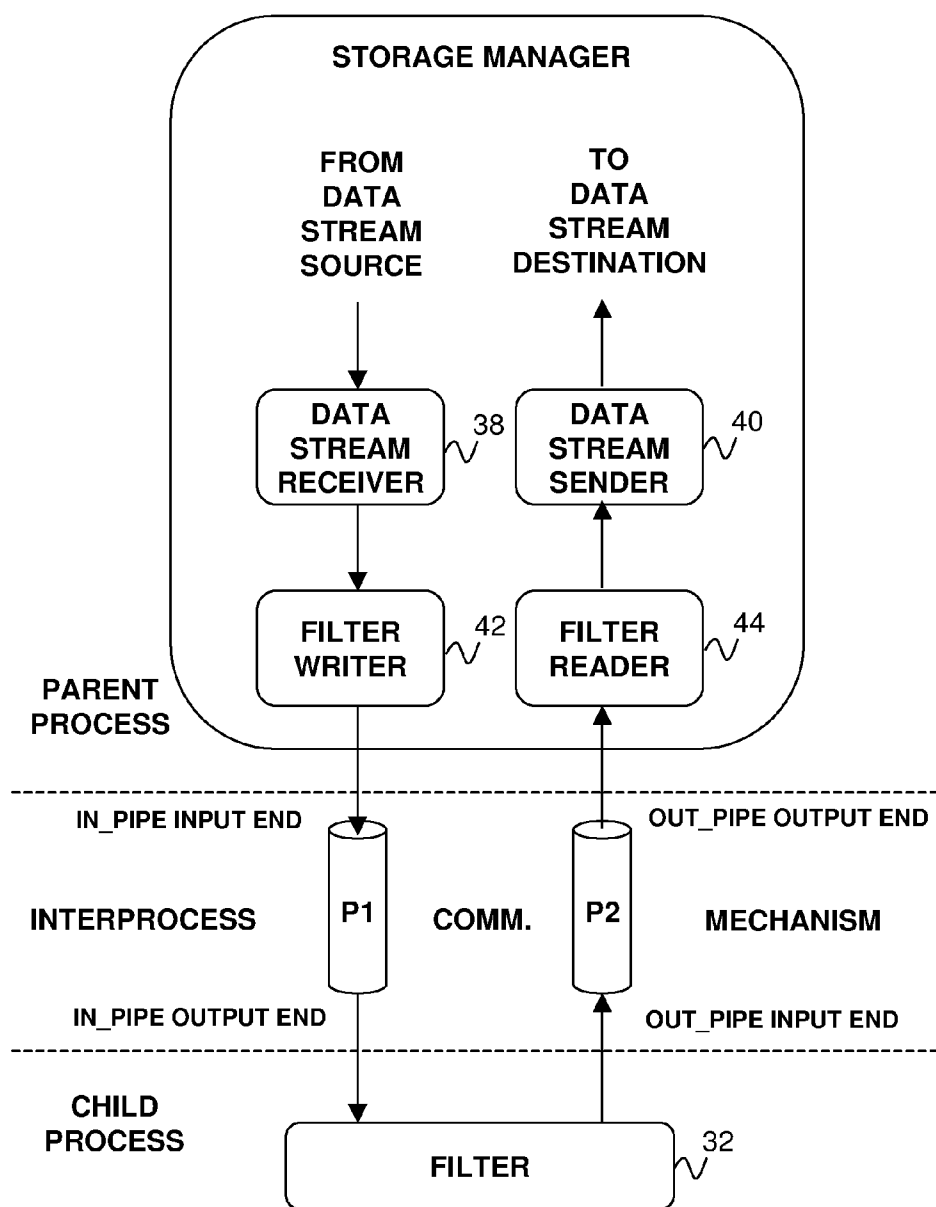 STORAGE MANAGER
FROM
DATA
STREAM
SOURCE
TO
DATA
STREAM
DESTINATION
DATA
STREAM
RECEIVER
38
DATA
STREAM
SENDER
40
FILTER
WRITER
42
FILTER
READER
44
PARENT
PROCESS
IN_PIPE INPUT END
OUT_PIPE OUTPUT END
INTERPROCESS
P1
COMM.
P2
MECHANISM
IN_PIPE OUTPUT END
OUT_PIPE INPUT END
CHILD
PROCESS
FILTER
32